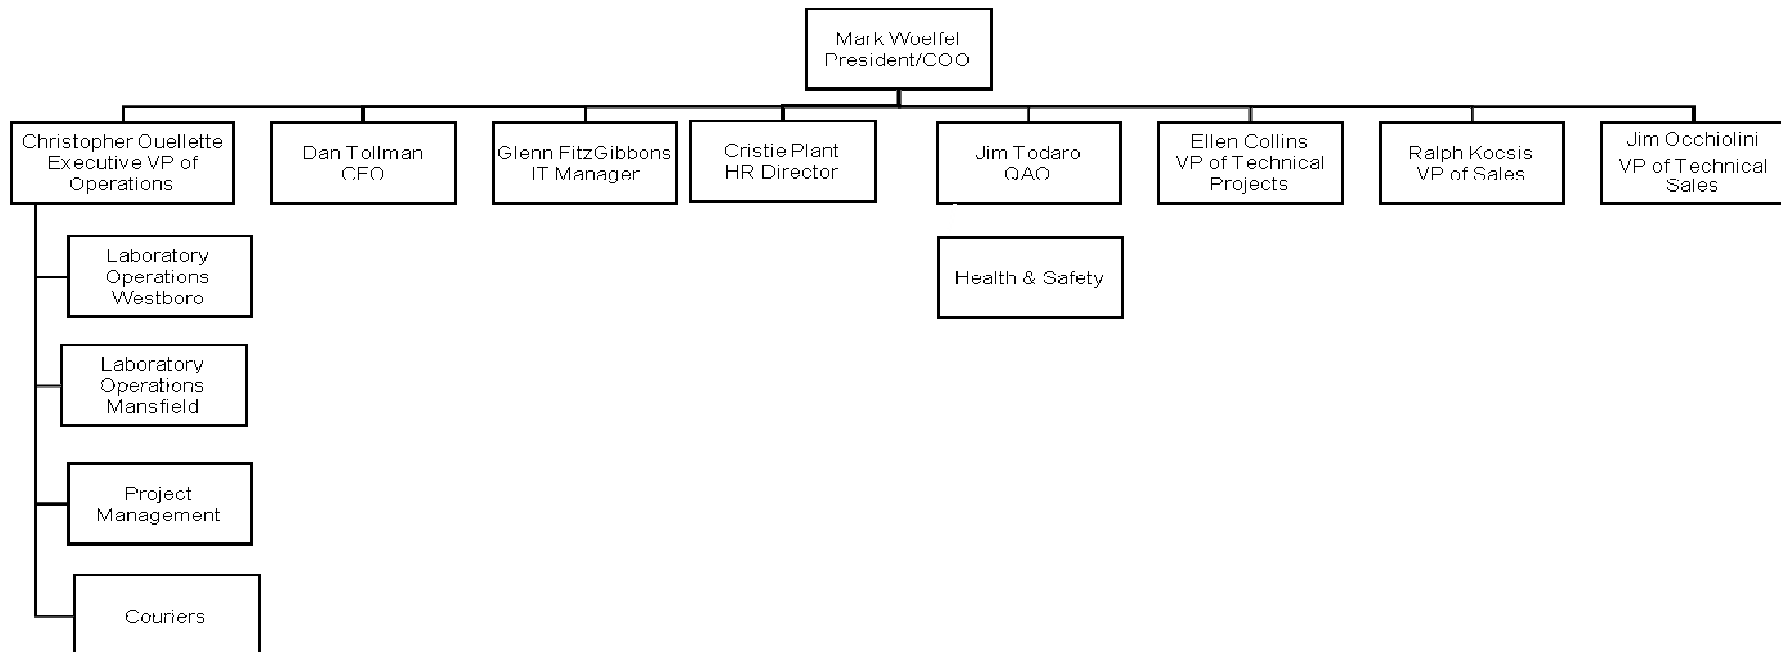 Mark Woelfel
President/COO
Christopher Ouellette
Executive VP of
Operations
Dan Tollman
CFO
Glenn FitzGibbons
IT Manager
Cristie Plant
HR Director
Jim Todaro
QAO
Ellen Collins
VP of Technical
Projects
Ralph Kocsis
VP of Sales
Jim Occhiolini
VP of Technical
Sales
Laboratory
Operations
Westboro
Health & Safety
Laboratory
Operations
Mansfield
Project
Management
Couriers